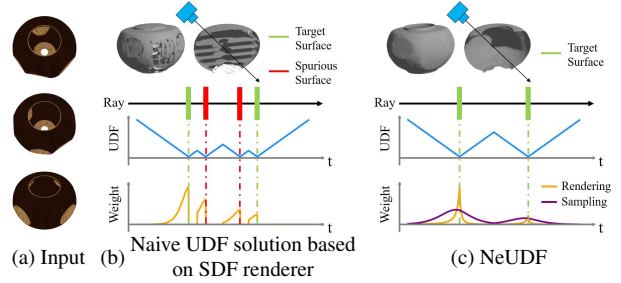 Target
Surface
Spurious
Surface
Ray
UDF
t
Weight
t
Target
Surface
Ray
UDF
t
Weight
Rendering
Sampling
t
(a) Input
(b)
Naive UDF solution based
on SDF renderer
(c) NeUDF